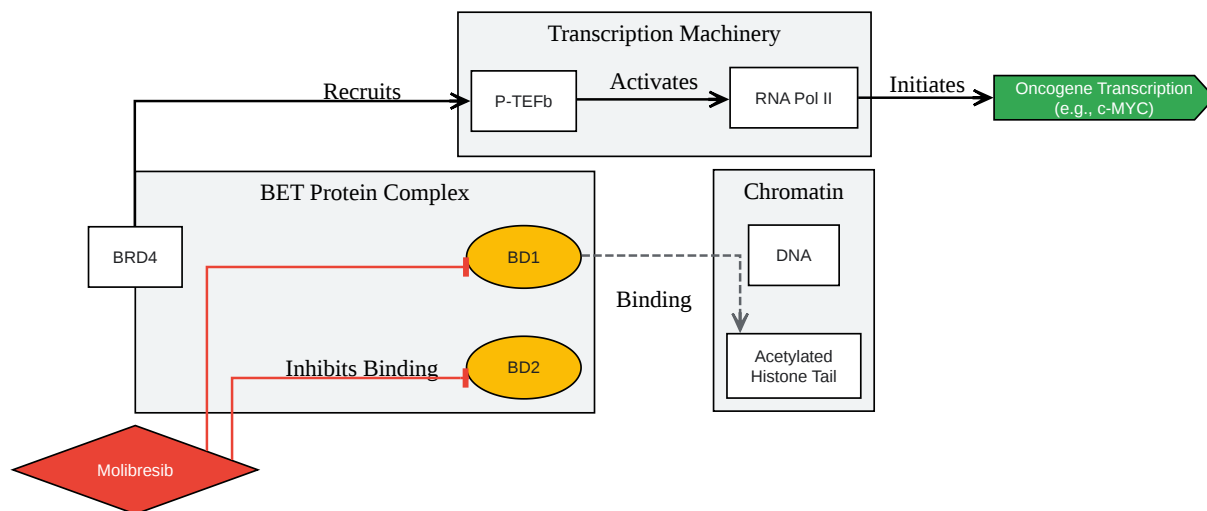 Transcription Machinery
Recruits
P-TEFb
Activates
RNA Pol II
Initiates
Oncogene Transcription
(e.g., c-MYC)
BET Protein Complex
Chromatin
BRD4
BD1
DNA
Binding
Inhibits Binding
BD2
Acetylated
Histone Tail
Molibresib